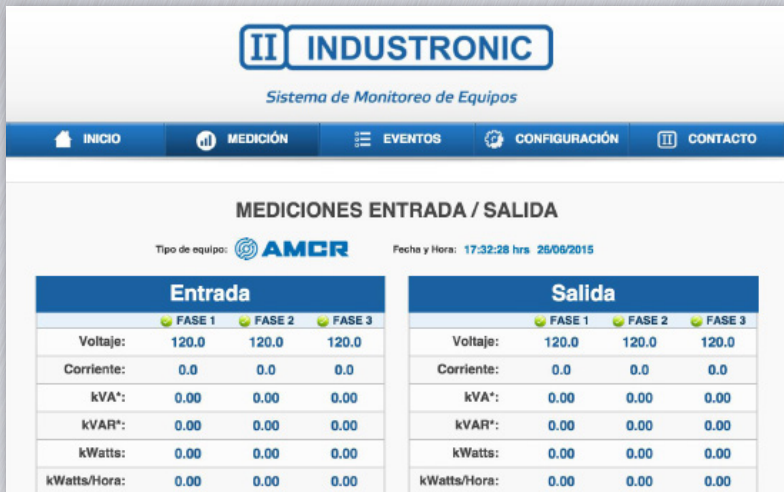 II INDUSTRONIC
Sistema de Monitoreo de Equipos
INICIO MEDICIÓN EVENTOS CONFIGURACIÓN II CONTACTO
MEDICIONES ENTRADA / SALIDA
Tipo de equipo: AMCR Fecha y Hora: 17:32:28 hrs 26/06/2015
Entrada
FASE 1 FASE 2 FASE 3
Voltaje: 120.0 120.0 120.0
Corriente: 0.0 0.0 0.0
kVA*: 0.00 0.00 0.00
kVAR*: 0.00 0.00 0.00
kWatts: 0.00 0.00 0.00
kWatts/Hora: 0.00 0.00 0.00
Salida
FASE 1 FASE 2 FASE 3
Voltaje: 120.0 120.0 120.0
Corriente: 0.0 0.0 0.0
kVA*: 0.00 0.00 0.00
kVAR*: 0.00 0.00 0.00
kWatts: 0.00 0.00 0.00
kWatts/Hora: 0.00 0.00 0.00